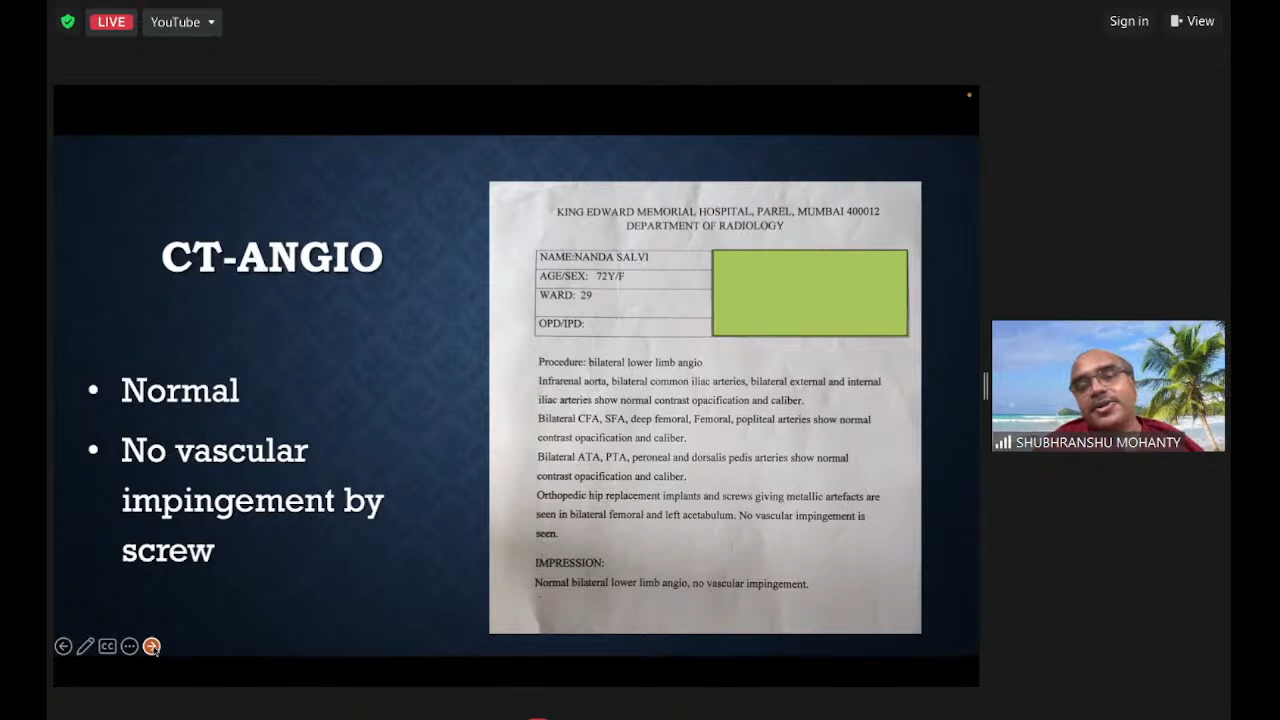 LIVE
YouTube
Sign in
View
CT-ANGIO
• Normal
• No vascular
impingement by
screw
KING EDWARD MEMORIAL HOSPITAL, PAREL, MUMBAI 400012
DEPARTMENT OF RADIOLOGY
NAME:NANDA SALVI
AGE/SEX: 72Y/F
WARD: 29
OPD/IPD:
Procedure: bilateral lower limb angio
Infrarenal aorta, bilateral common iliac arteries, bilateral external and internal
iliac arteries show normal contrast opacification and caliber.
Bilateral CFA, SFA, deep femoral, Femoral, popliteal arteries show normal
contrast opacification and caliber.
Bilateral ATA, PTA, peroneal and dorsalis pedis arteries show normal
contrast opacification and caliber.
Orthopedic hip replacement implants and screws giving metallic artefacts are
seen in bilateral femoral and left acetabulum. No vascular impingement is
seen.
IMPRESSION:
Normal bilateral lower limb angio, no vascular impingement.
SHUBHRANSHU MOHANTY
CC